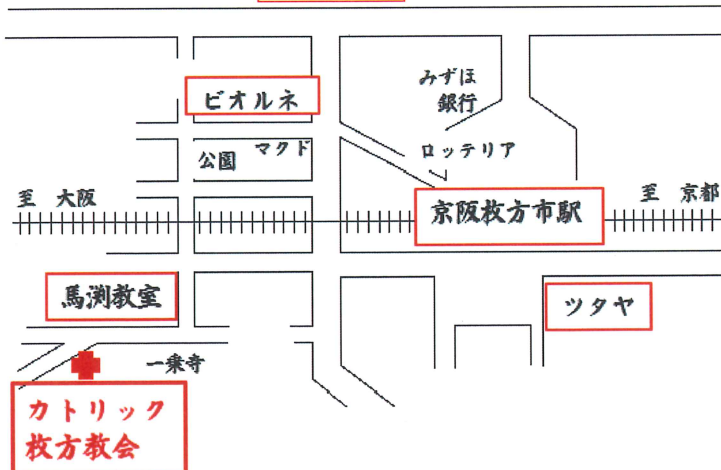 みずほ
銀行
ビオルネ
マクド
公園
ロッテリア
至 大阪
京阪枚方市駅
至 京都
馬渕教室
ツタヤ
一乗寺
カトリック
枚方教会